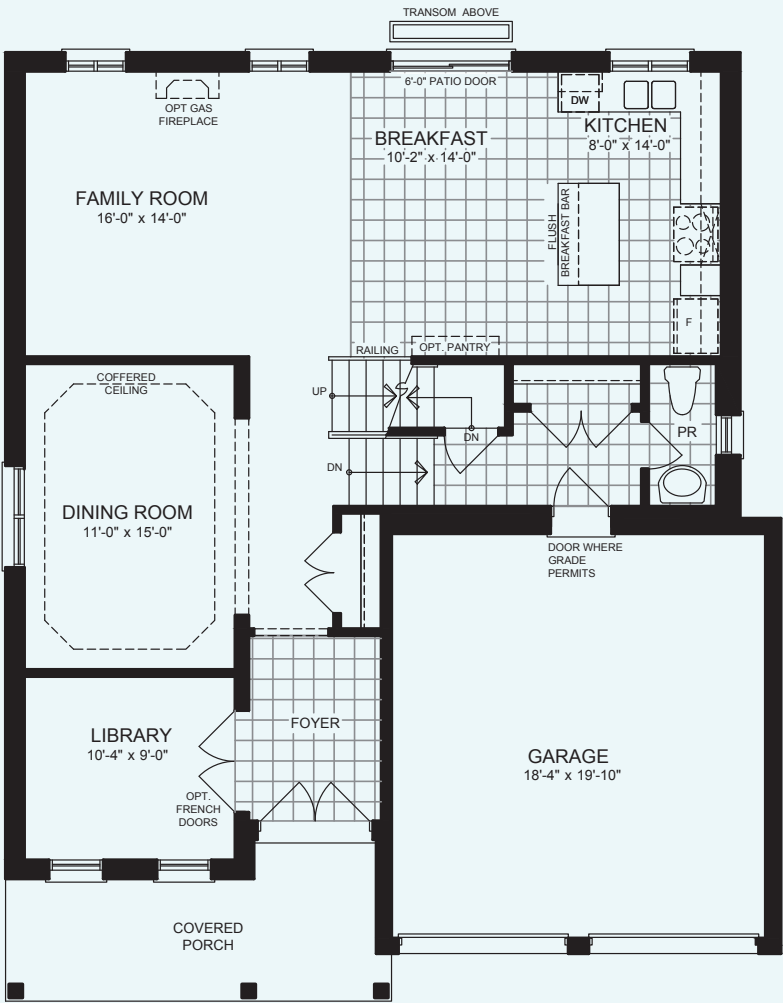 TRANSOM ABOVE
6'-0" PATIO DOOR
OPT GAS
FIREPLACE
DW
KITCHEN
8'-0" x 14'-0"
BREAKFAST
10'-2" x 14'-0"
FAMILY ROOM
16'-0" x 14'-0"
FLUSH
BREAKFAST BAR
F
RAILING
OPT. PANTRY
COFFERED
CEILING
UP
DN
PR
DN
DINING ROOM
11'-0" x 15'-0"
DOOR WHERE
GRADE
PERMITS
FOYER
LIBRARY
10'-4" x 9'-0"
OPT.
FRENCH
DOORS
GARAGE
18'-4" x 19'-10"
COVERED
PORCH